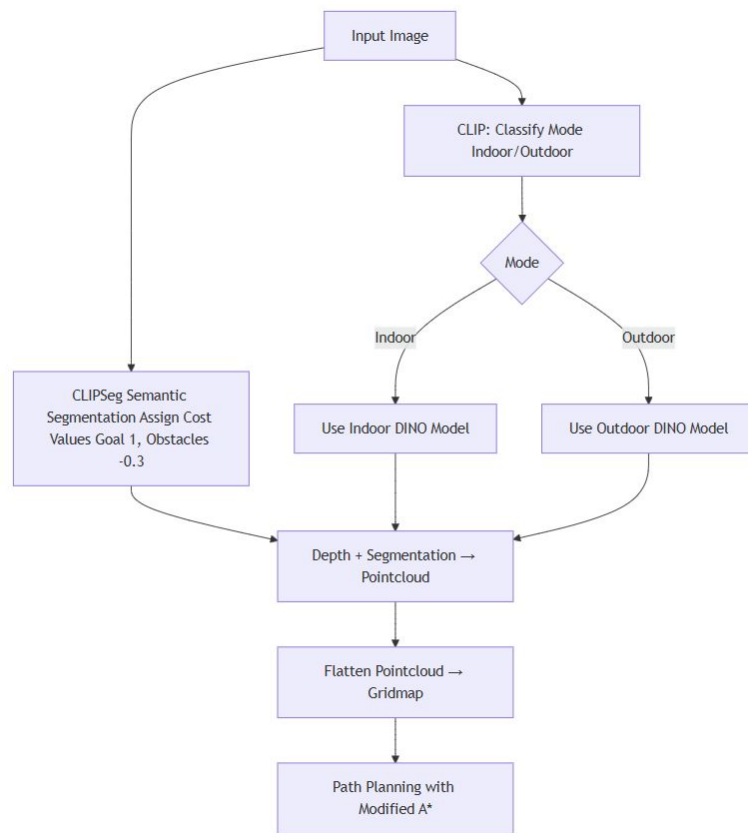 Input Image
CLIP: Classify Mode
Indoor/Outdoor
Mode
Indoor
Outdoor
CLIPSeg Semantic
Segmentation Assign Cost
Values Goal 1, Obstacles
-0.3
Use Indoor DINO Model
Use Outdoor DINO Model
Depth + Segmentation →
Pointcloud
Flatten Pointcloud →
Gridmap
Path Planning with
Modified A*